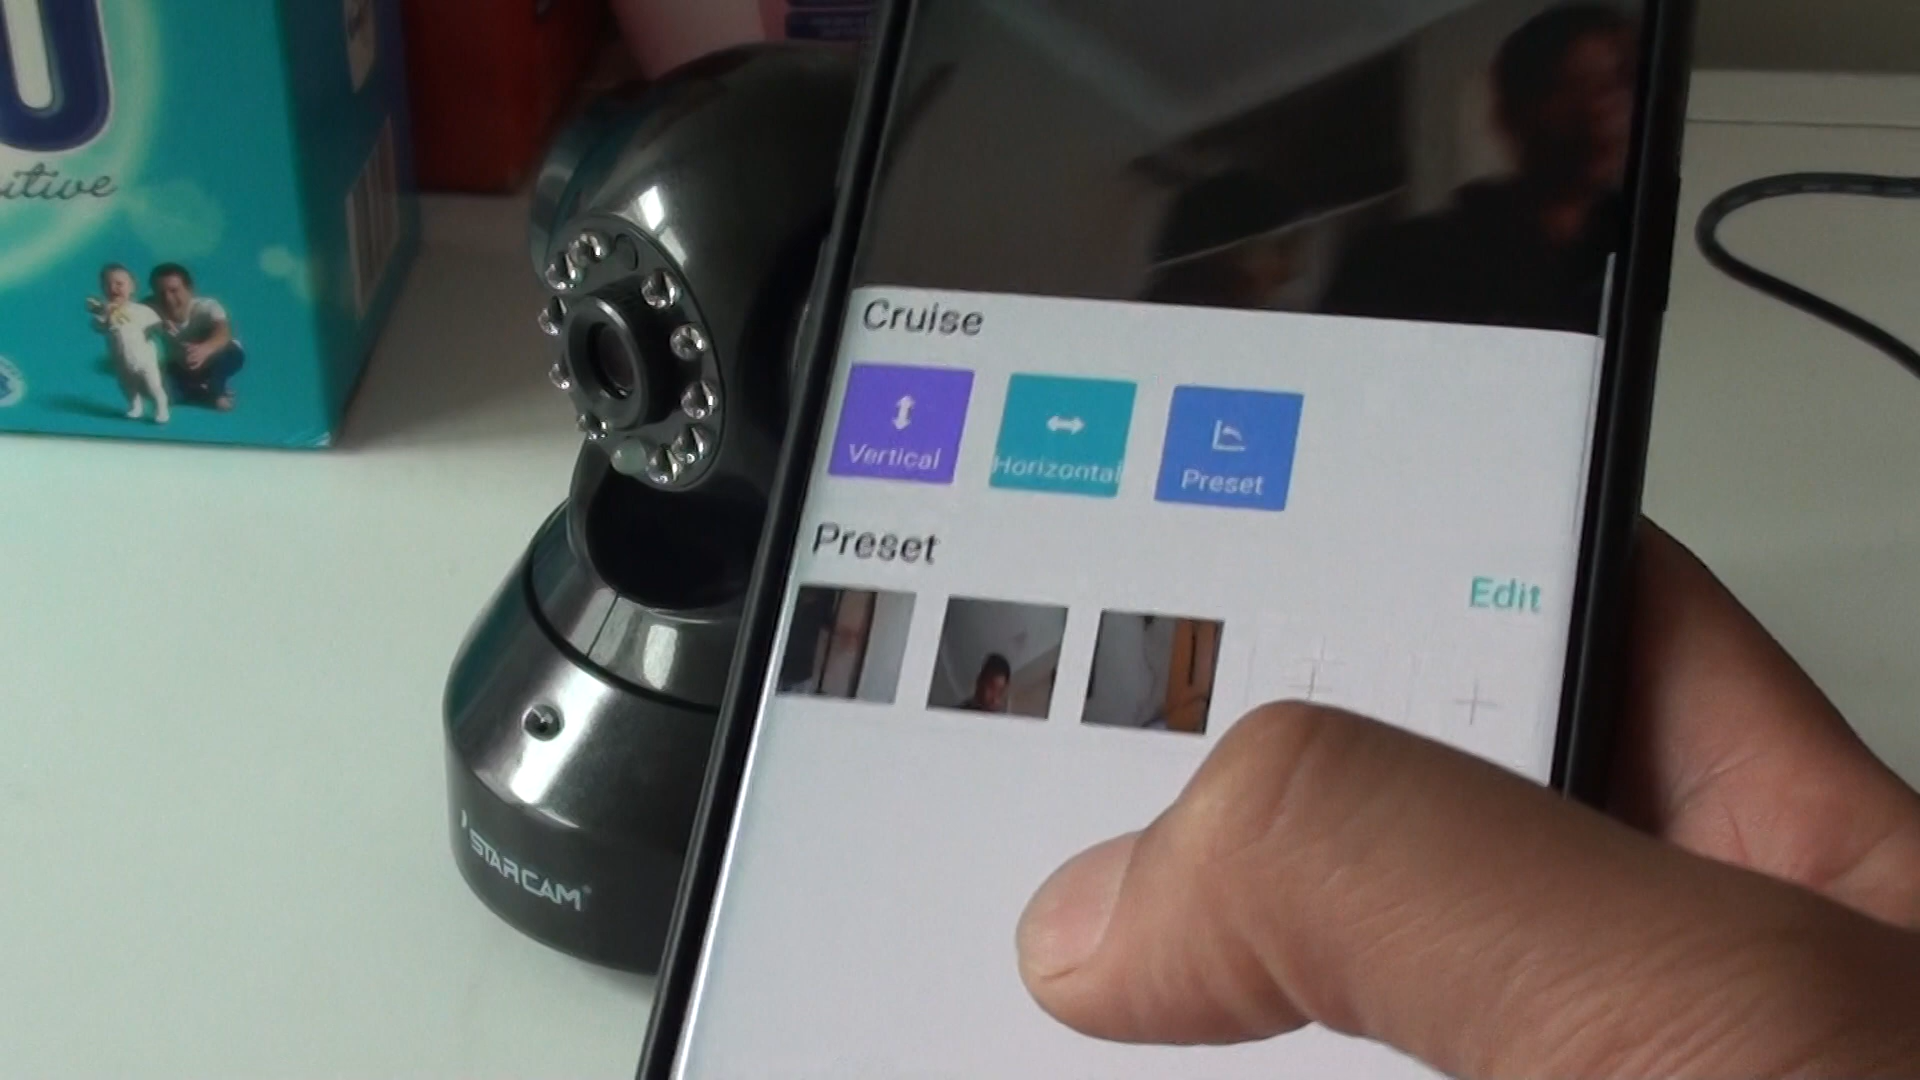 U
itive
Cruise
Vertical
Horizontal
Preset
Preset
Edit
STARCAM